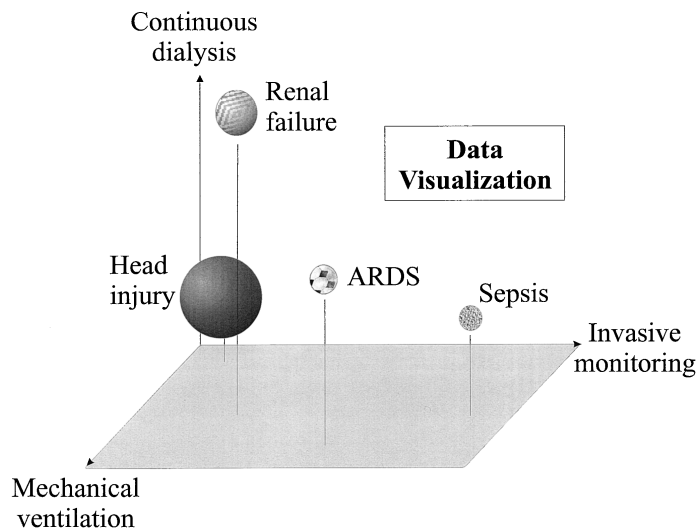 Continuous
dialysis
Renal
failure
Data
Visualization
Head
injury
ARDS
Sepsis
Invasive
monitoring
Mechanical
ventilation